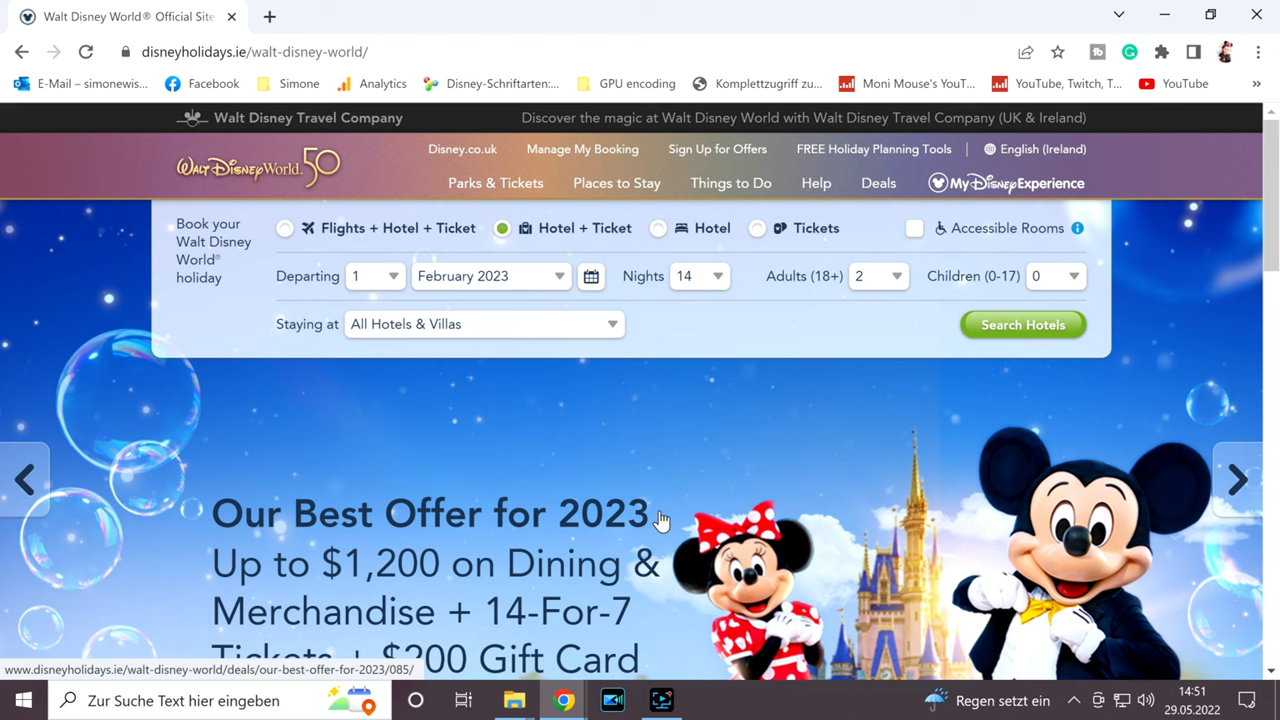 Walt Disney World® Official Site
disneyholidays.ie/walt-disney-world/
E-Mail – simonewis... Facebook Simone Analytics Disney-Schriftarten:... GPU encoding Komplettzugriff zu... Moni Mouse's YouT... YouTube, Twitch, T... YouTube »
Walt Disney Travel Company Discover the magic at Walt Disney World with Walt Disney Travel Company (UK & Ireland)
Disney.co.uk Manage My Booking Sign Up for Offers FREE Holiday Planning Tools English (Ireland)
Walt Disney World. 50 Parks & Tickets Places to Stay Things to Do Help Deals My Disney Experience
Book your
Walt Disney
World®
holiday
Flights + Hotel + Ticket Hotel + Ticket Hotel Tickets Accessible Rooms i
Departing 1 February 2023 Nights 14 Adults (18+) 2 Children (0-17) 0
Staying at All Hotels & Villas Search Hotels
Our Best Offer for 2023
Up to $1,200 on Dining &
Merchandise + 14-For-7
Tickets + $200 Gift Card
www.disneyholidays.ie/walt-disney-world/deals/our-best-offer-for-2023/085/
Zur Suche Text hier eingeben Regen setzt ein 14:51
29.05.2022